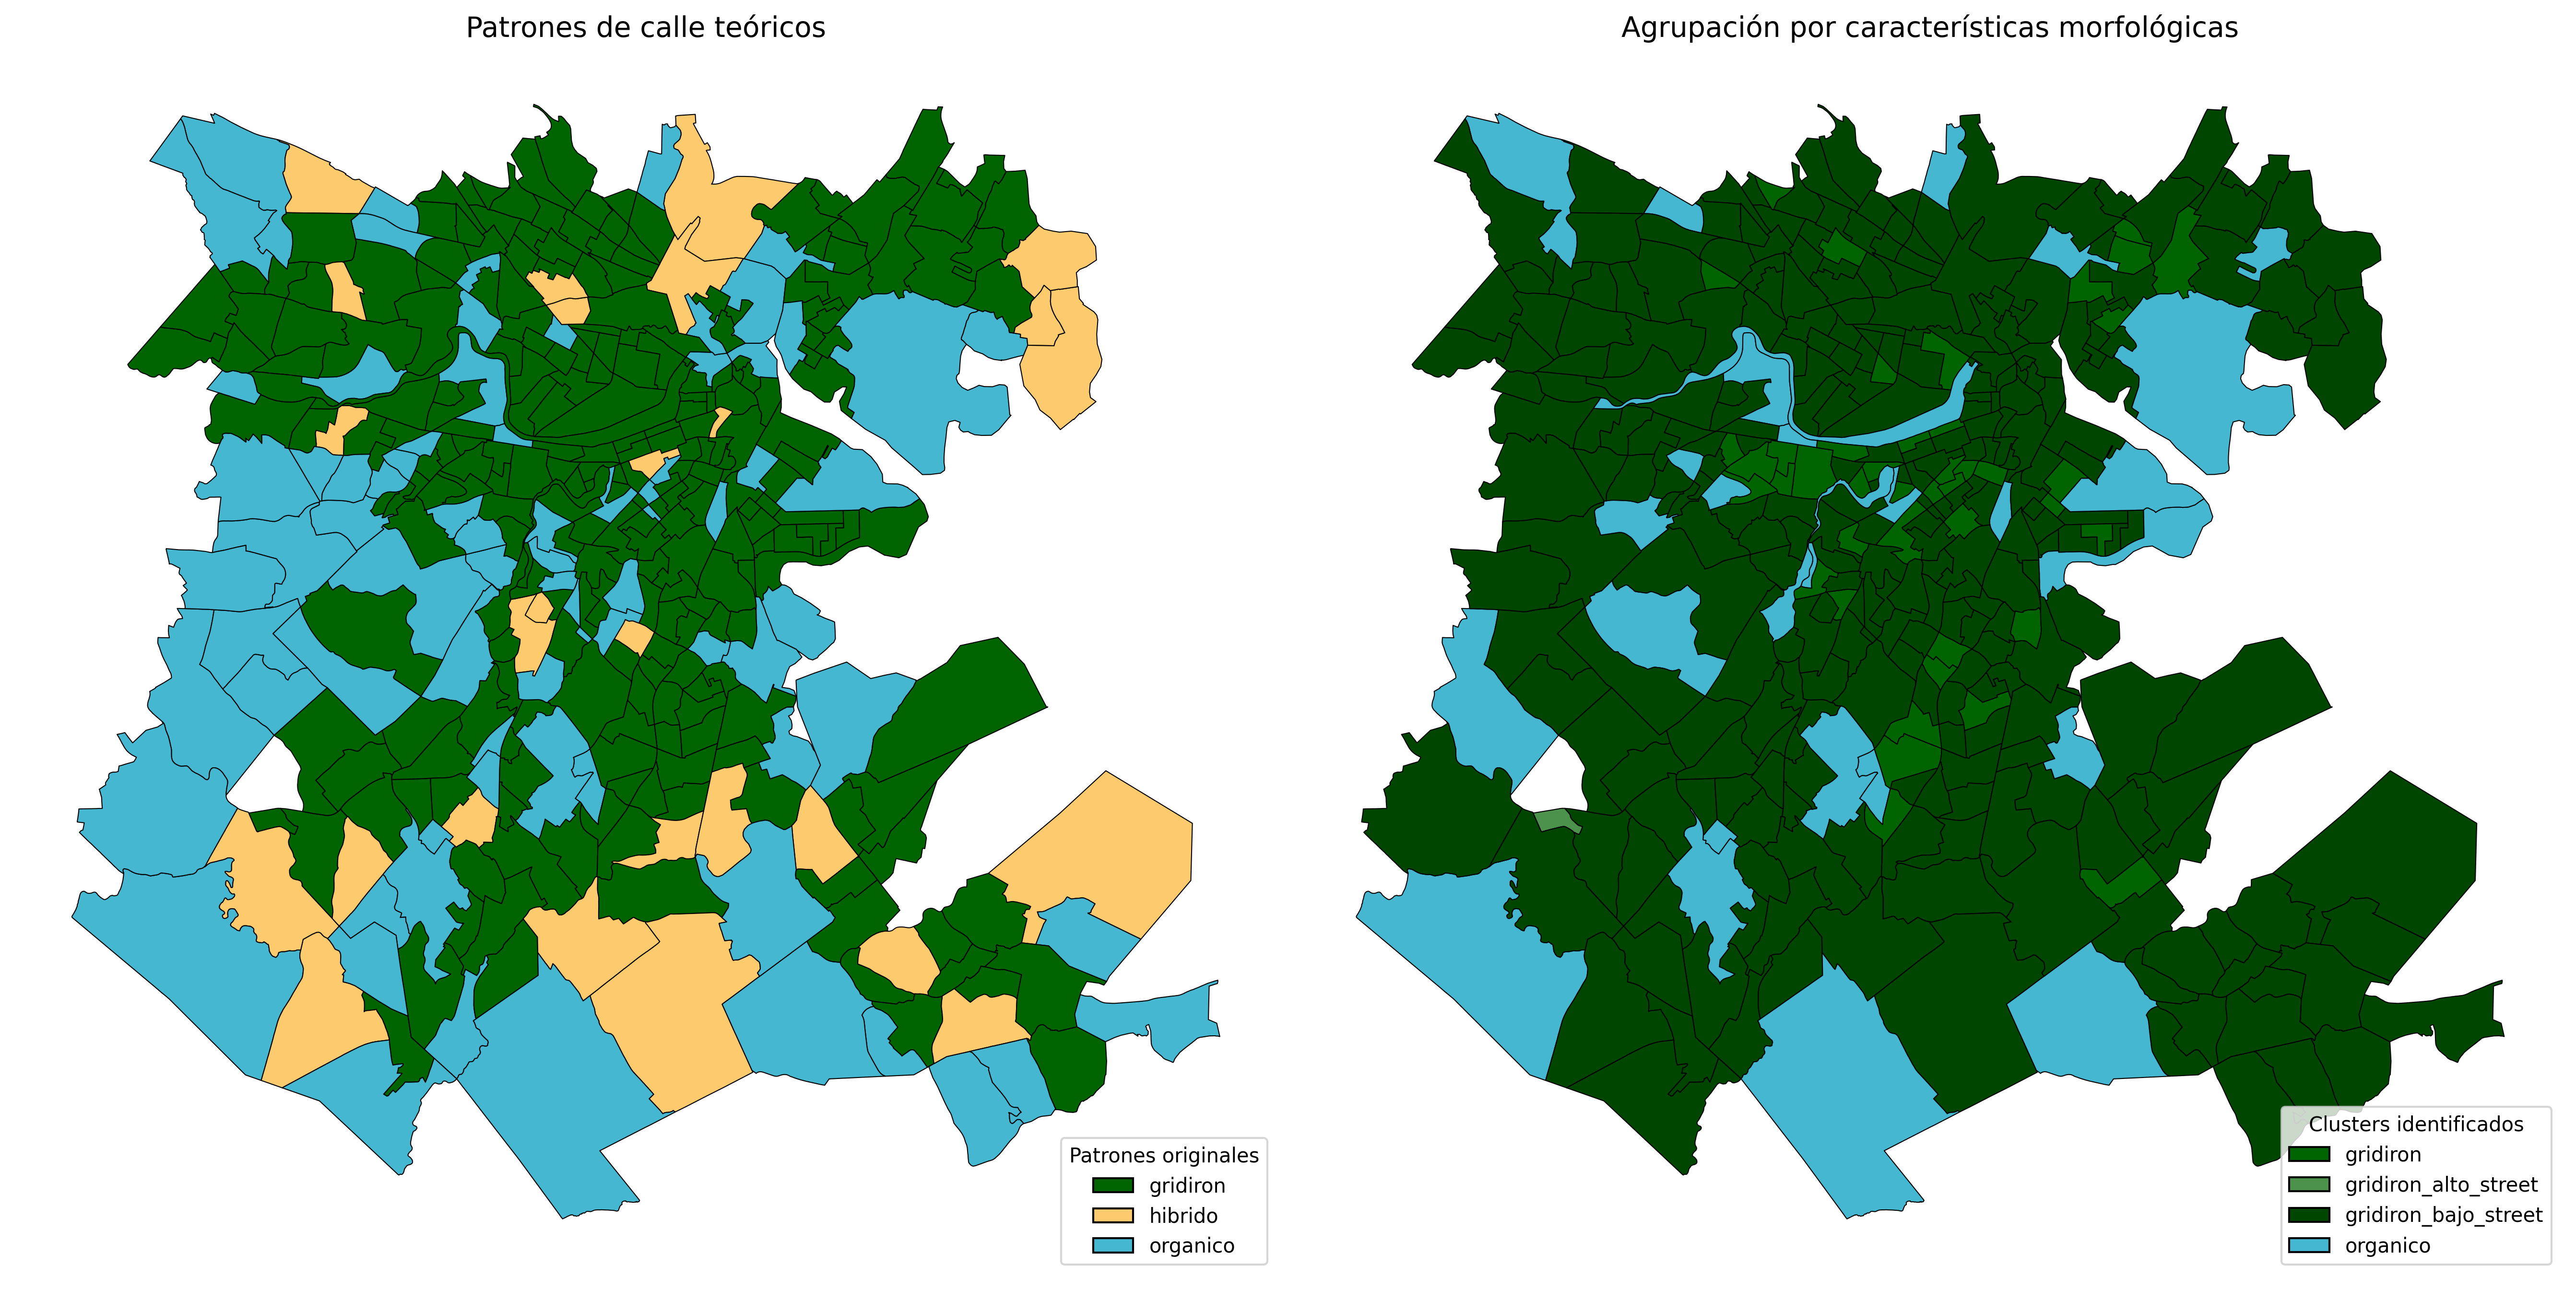 Patrones de calle teóricos
Agrupación por características morfológicas
Patrones originales
gridiron
hibrido
organico
Clusters identificados
gridiron
gridiron_alto_street
gridiron_bajo_street
organico